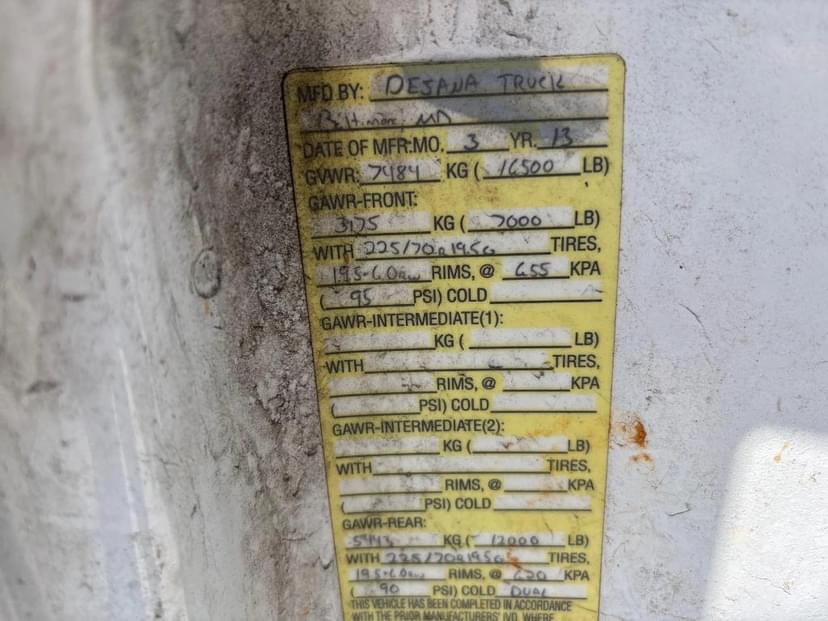 MFD BY: DEJANA TRUCK
Baltimore, MD
DATE OF MFR:MO. 3 YR. 13
GVWR: 7484 KG ( 16500 LB)
GAWR-FRONT:
3175 KG ( 7000 LB)
WITH 225/70R19.5G TIRES,
19.5-6.0 RIMS, @ 655 KPA
( 95 PSI) COLD
GAWR-INTERMEDIATE(1):
KG ( LB)
WITH TIRES,
RIMS, @ KPA
( PSI) COLD
GAWR-INTERMEDIATE(2):
KG ( LB)
WITH TIRES,
RIMS, @ KPA
( PSI) COLD
GAWR-REAR:
5443 KG ( 12000 LB)
WITH 225/70R19.5G TIRES,
19.5-6.0 RIMS, @ 620 KPA
( 90 PSI) COLD DUAL
THIS VEHICLE HAS BEEN COMPLETED IN ACCORDANCE
WITH THE PRIOR MANUFACTURERS' IVD, WHERE